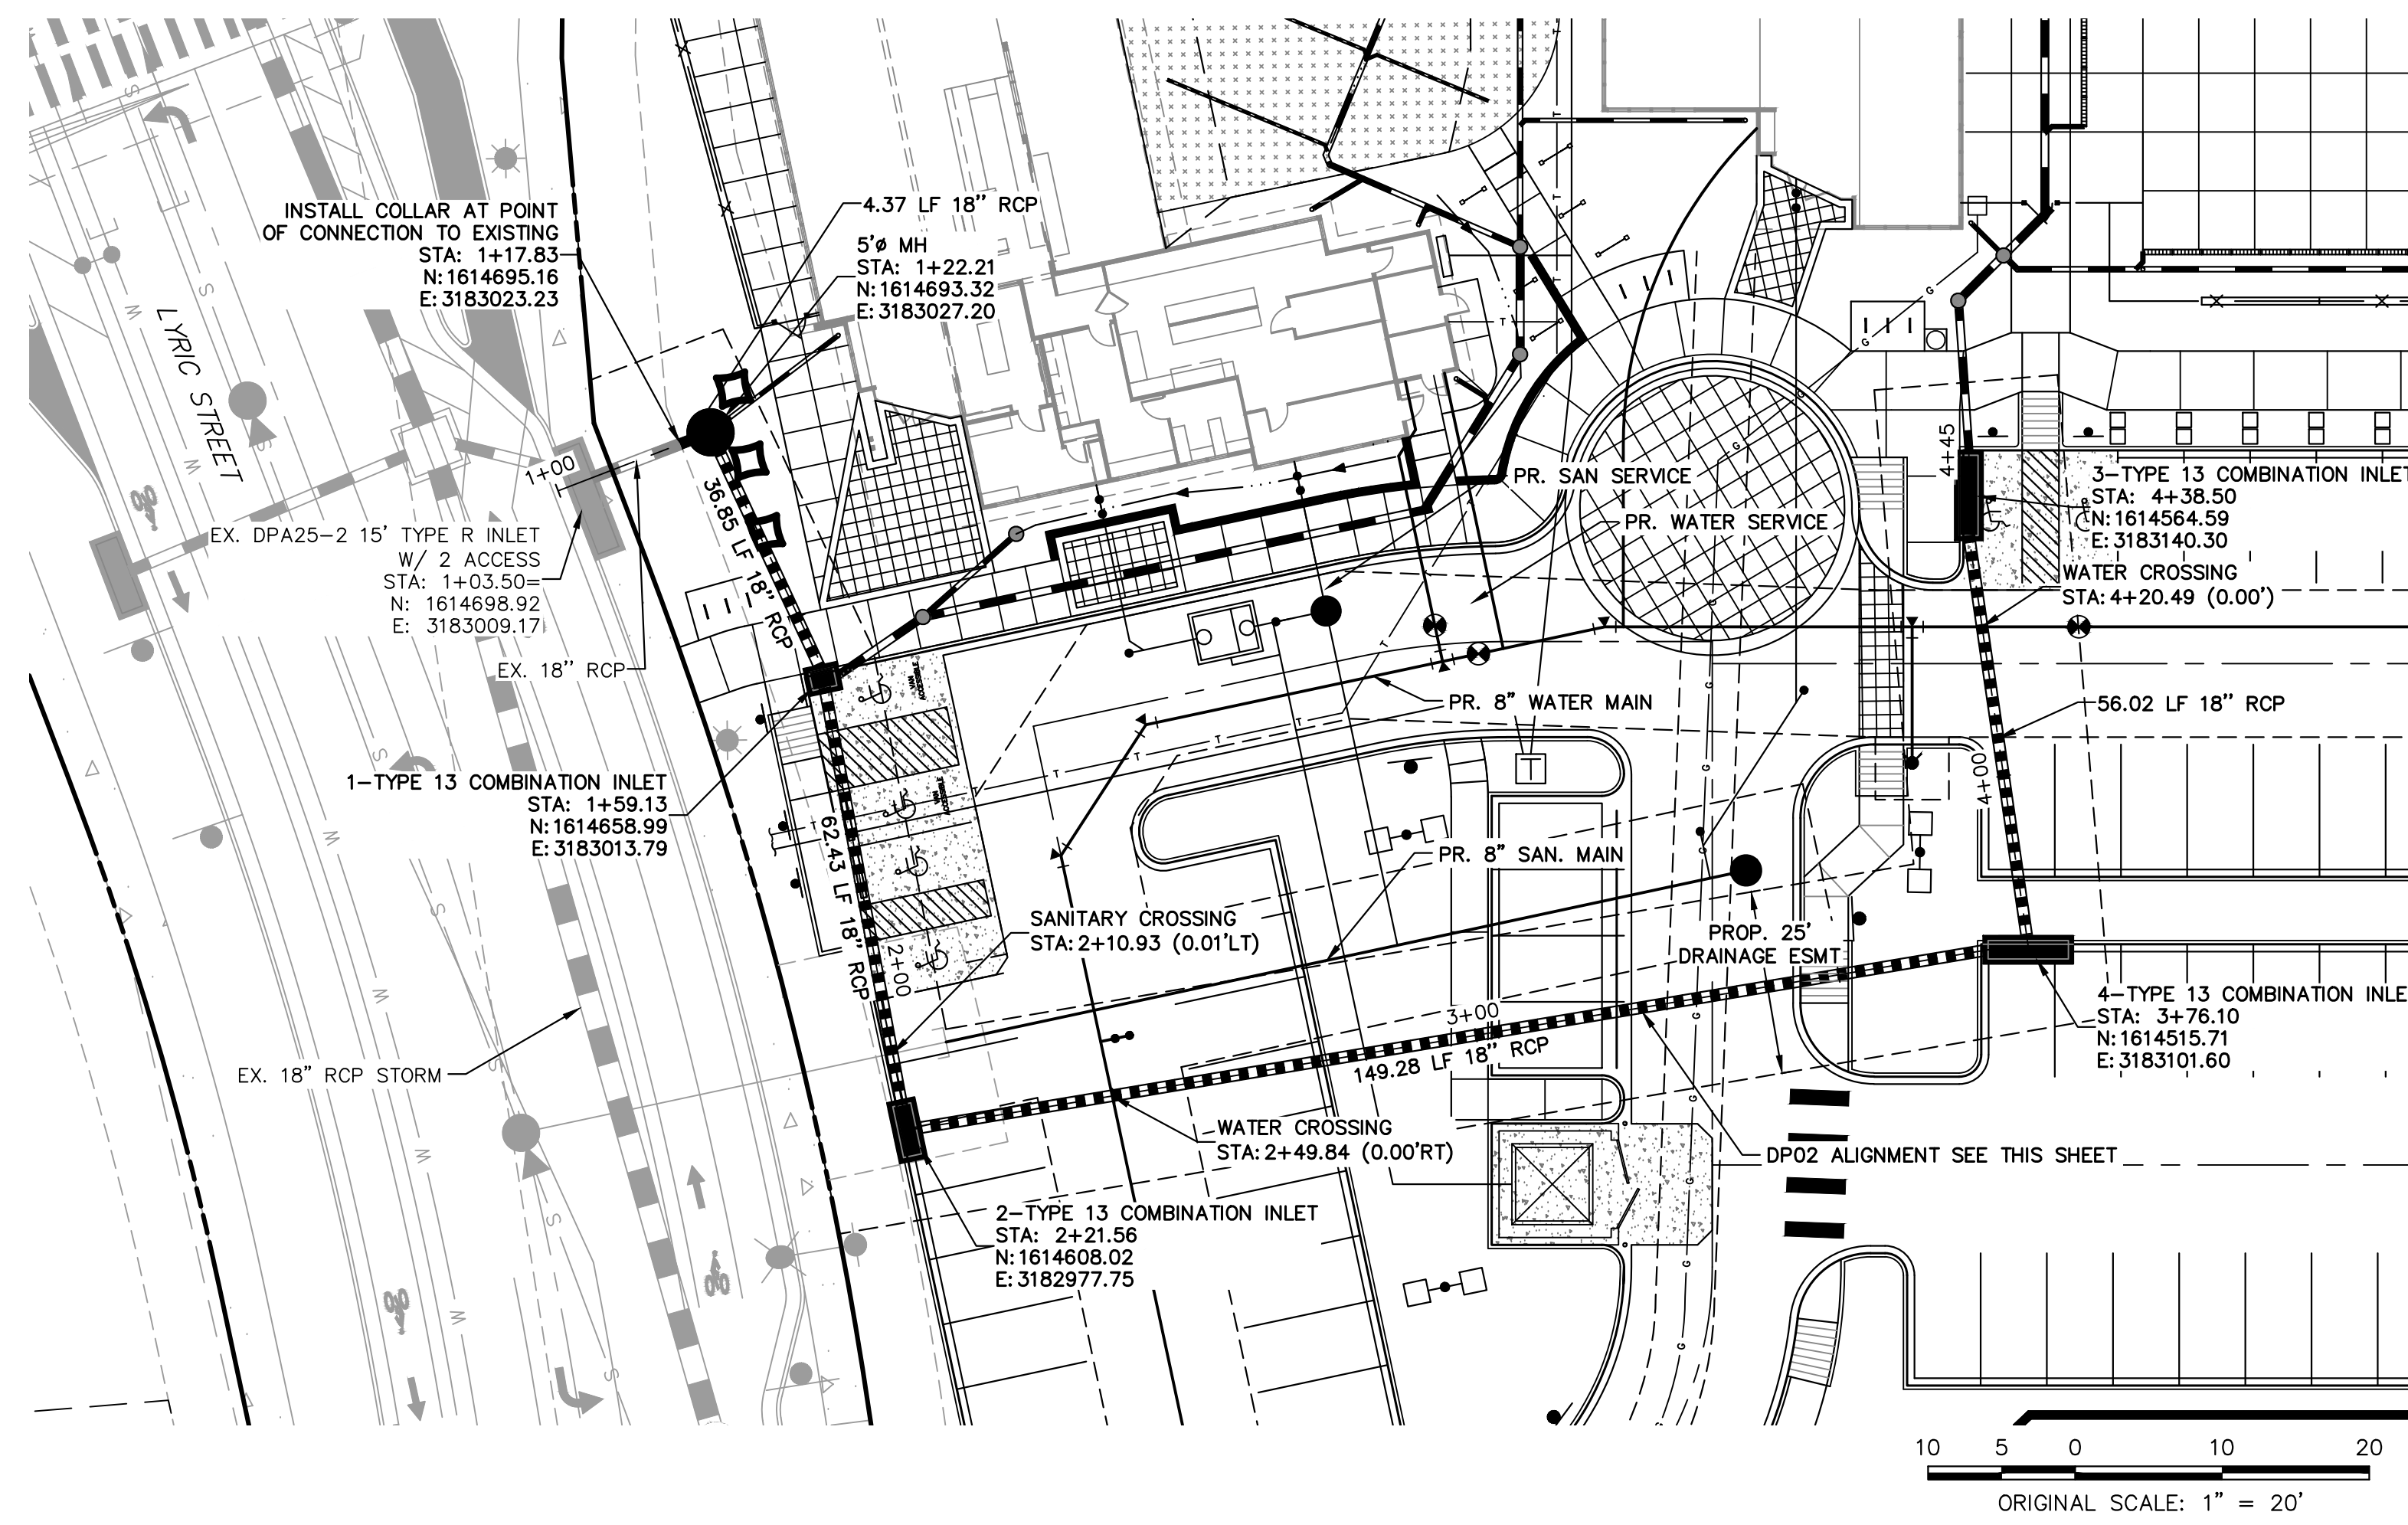 INSTALL COLLAR AT POINT
OF CONNECTION TO EXISTING
STA: 1+17.83
N:1614695.16
E:3183023.23
4.37 LF 18" RCP
5'ø MH
STA: 1+22.21
N:1614693.32
E:3183027.20
LYRIC STREET
1+00
36.85 LF 18" RCP
EX. DPA25-2 15' TYPE R INLET
W/ 2 ACCESS
STA: 1+03.50=
N: 1614698.92
E: 3183009.17
EX. 18" RCP
PR. SAN SERVICE
PR. WATER SERVICE
4+45
3-TYPE 13 COMBINATION INLET
STA: 4+38.50
N:1614564.59
E:3183140.30
WATER CROSSING
STA:4+20.49 (0.00')
PR. 8" WATER MAIN
56.02 LF 18" RCP
4+00
1-TYPE 13 COMBINATION INLET
STA: 1+59.13
N:1614658.99
E:3183013.79
62.43 LF 18" RCP
2+00
PR. 8" SAN. MAIN
SANITARY CROSSING
STA:2+10.93 (0.01'LT)
PROP. 25'
DRAINAGE ESMT
3+00
149.28 LF 18" RCP
4-TYPE 13 COMBINATION INLE
STA: 3+76.10
N:1614515.71
E:3183101.60
EX. 18" RCP STORM
WATER CROSSING
STA:2+49.84 (0.00'RT)
DP02 ALIGNMENT SEE THIS SHEET
2-TYPE 13 COMBINATION INLET
STA: 2+21.56
N:1614608.02
E:3182977.75
10 5 0 10 20
ORIGINAL SCALE: 1" = 20'